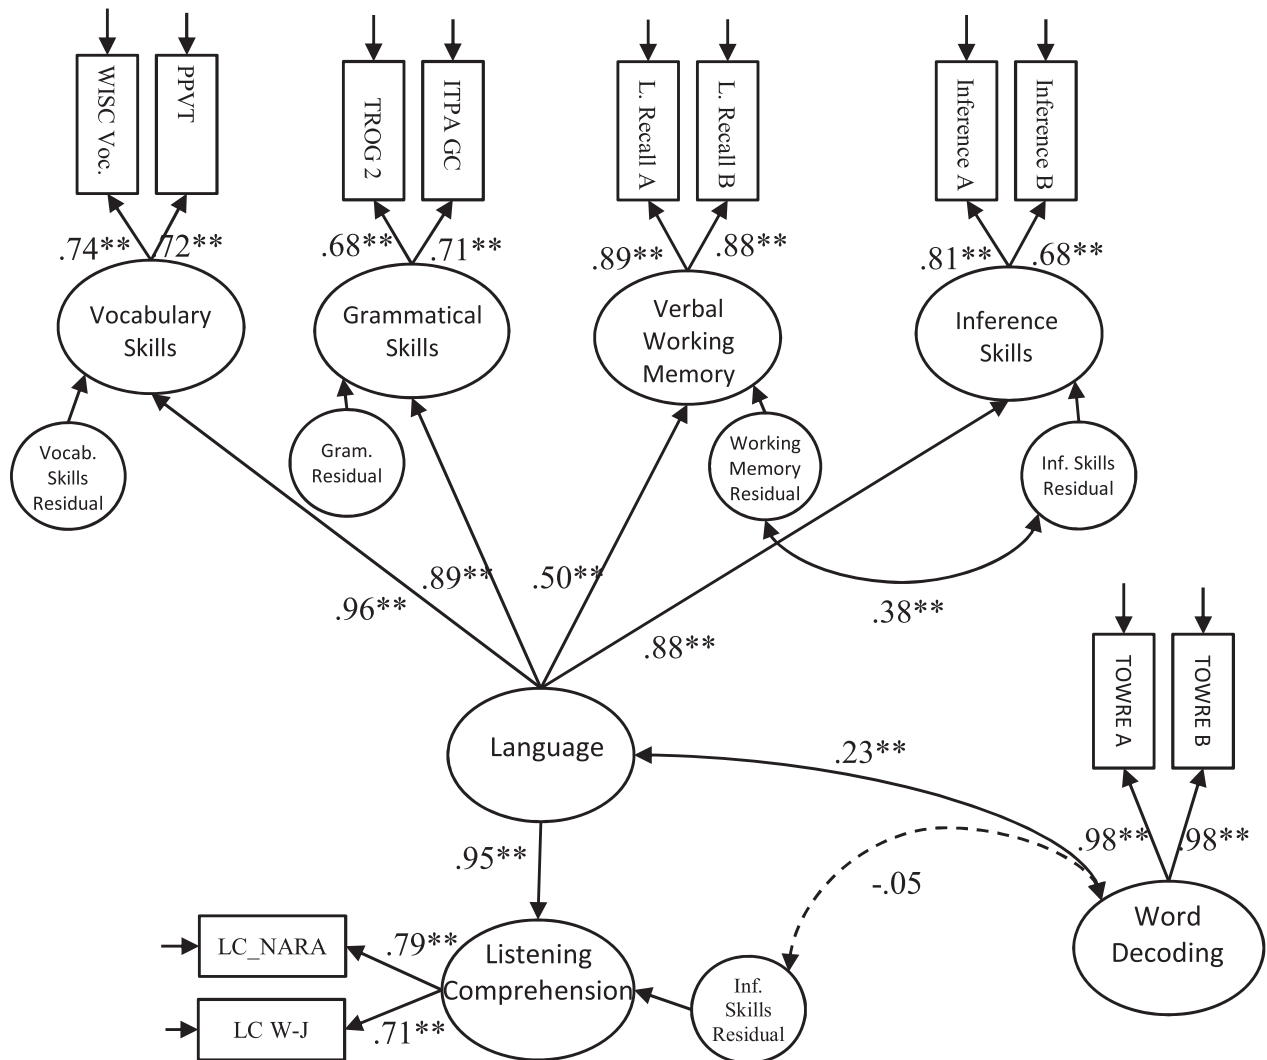 WISC Voc.
PPVT
TROG 2
ITPA GC
L. Recall A
L. Recall B
Inference A
Inference B
.74**
.72**
.68**
.71**
.89**
.88**
.81**
.68**
Vocabulary
Skills
Grammatical
Skills
Verbal
Working
Memory
Inference
Skills
Vocab.
Skills
Residual
Gram.
Residual
Working
Memory
Residual
Inf. Skills
Residual
.96**
.89**
.50**
.88**
.38**
TOWRE A
TOWRE B
Language
.23**
.98**
.98**
.95**
-.05
Word
Decoding
LC_NARA
.79**
Listening
Comprehension
LC W-J
.71**
Inf.
Skills
Residual